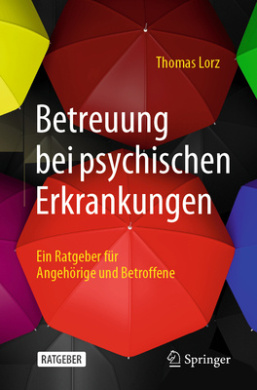 Thomas Lorz
Betreuung
bei psychischen
Erkrankungen
Ein Ratgeber für
Angehörige und Betroffene
RATGEBER
Springer